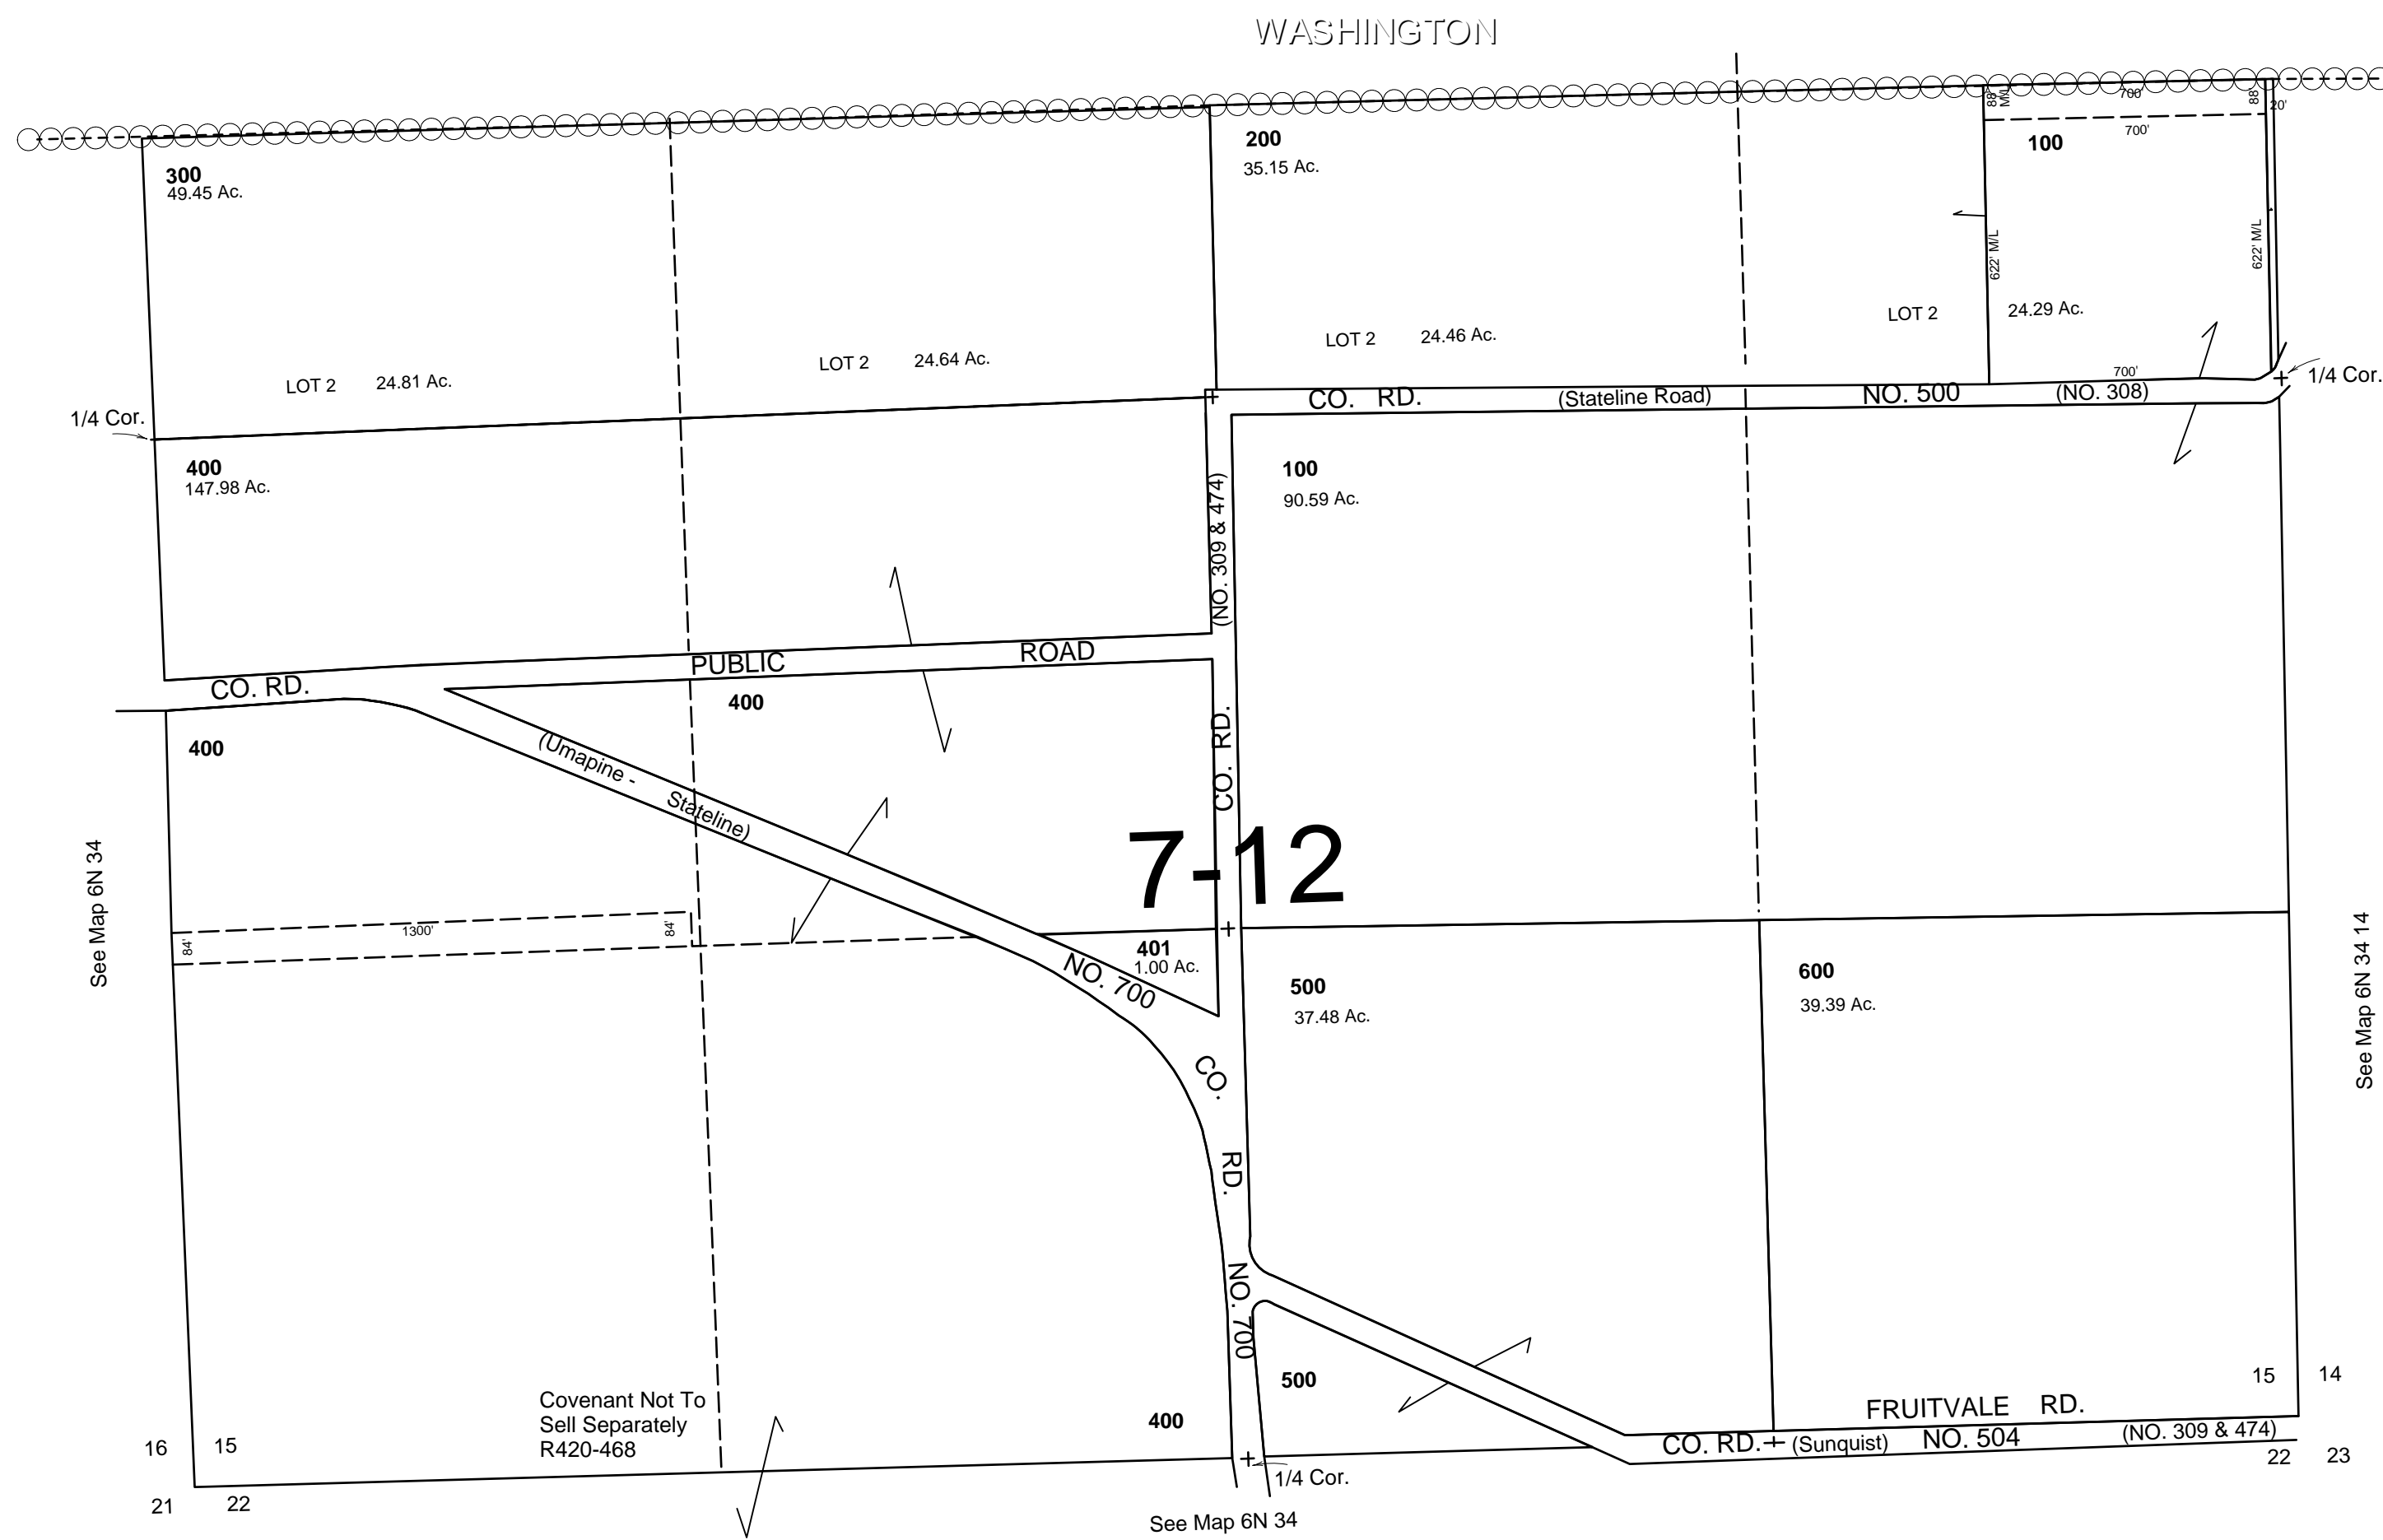 WASHINGTON
300
49.45 Ac.
200
35.15 Ac.
88'
M/L
700'
700'
88'
20'
100
622' M/L
622' M/L
LOT 2 24.81 Ac.
LOT 2 24.64 Ac.
LOT 2 24.46 Ac.
LOT 2 24.29 Ac.
700'
1/4 Cor.
1/4 Cor.
CO. RD. (Stateline Road) NO. 500 (NO. 308)
400
147.98 Ac.
100
90.59 Ac.
(NO. 309 & 474)
PUBLIC ROAD
CO. RD.
400
400
CO. RD.
(Umapine -
Stateline)
7-12
See Map 6N 34
84'
1300'
84'
401
1.00 Ac.
NO. 700
500
37.48 Ac.
600
39.39 Ac.
See Map 6N 34 14
CO.
RD.
NO. 700
500
Covenant Not To
Sell Separately
R420-468
400
15 14
FRUITVALE RD.
CO. RD. (Sunquist) NO. 504 (NO. 309 & 474)
16 15
22 23
1/4 Cor.
21 22
See Map 6N 34